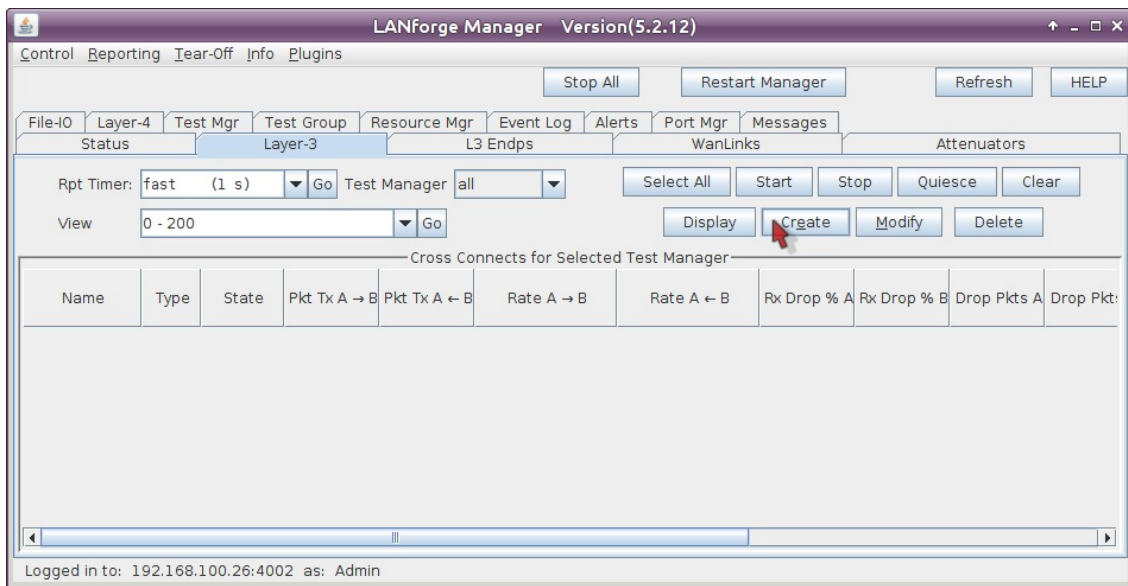 LANforge Manager Version(5.2.12)
Control Reporting Tear-Off Info Plugins
Stop All Restart Manager Refresh HELP
File-IO Layer-4 Test Mgr Test Group Resource Mgr Event Log Alerts Port Mgr Messages
Status Layer-3 L3 Endps WanLinks Attenuators
Rpt Timer: fast (1 s) Go Test Manager all Select All Start Stop Quiesce Clear
View 0 - 200 Go Display Create Modify Delete
Cross Connects for Selected Test Manager
Name Type State Pkt Tx A → B Pkt Tx A ← B Rate A → B Rate A ← B Rx Drop % A Rx Drop % B Drop Pkts A Drop Pkts
Logged in to: 192.168.100.26:4002 as: Admin